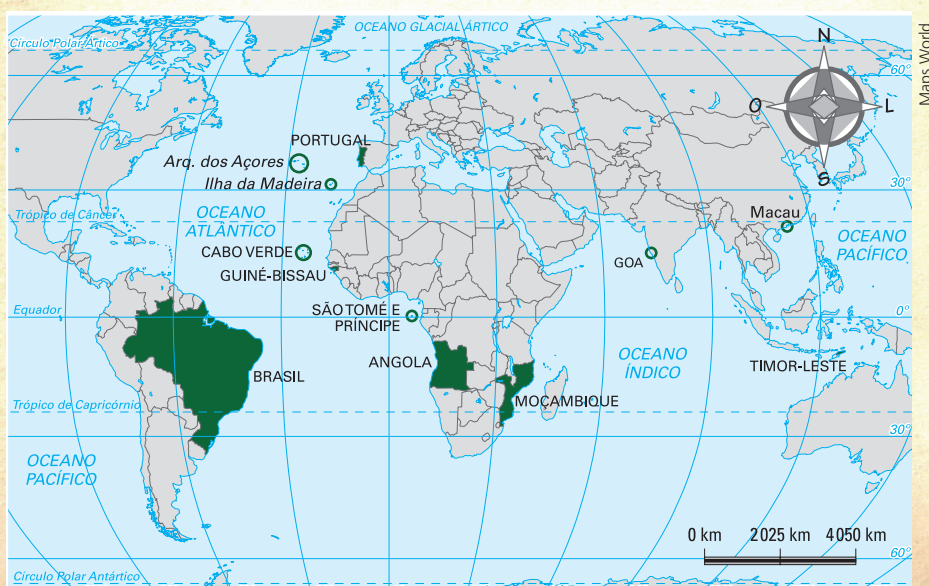 OCEANO GLACIAL ÁRTICO
Círculo Polar Ártico
Maps World
N
60°
O
L
PORTUGAL
Arq. dos Açores
Ilha da Madeira
S
30°
Trópico de Câncer
OCEANO
ATLÂNTICO
Macau
OCEANO
PACÍFICO
CABO VERDE
GOA
GUINÉ-BISSAU
Equador
SÃO TOMÉ E
PRÍNCIPE
0°
ANGOLA
OCEANO
ÍNDICO
TIMOR-LESTE
BRASIL
MOÇAMBIQUE
Trópico de Capricórnio
30°
OCEANO
PACÍFICO
0 km 2025 km 4050 km
60°
Círculo Polar Antártico